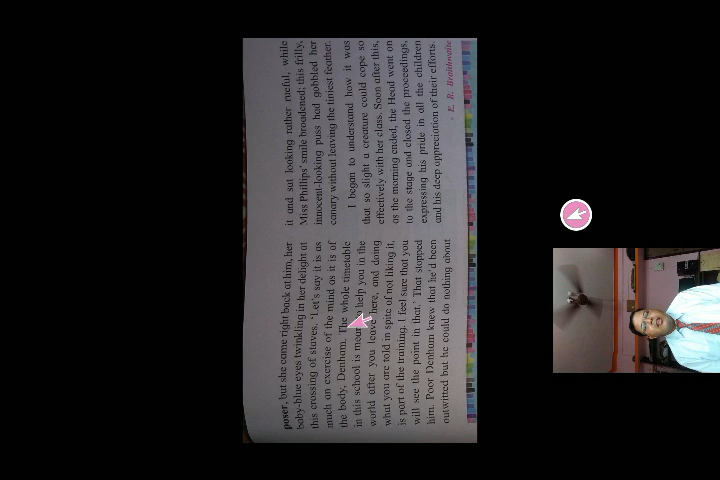 poser, but she came right back at him, her
baby-blue eyes twinkling in her delight at
this crossing of staves. 'Let's say it is as
much an exercise of the mind as it is of
the body, Denham. The whole timetable
in this school is meant to help you in the
world after you leave here, and doing
what you are told in spite of not liking it,
is part of the training. I feel sure that you
will see the point in that.' That stopped
him. Poor Denham knew that he'd been
outwitted but he could do nothing about
it and sat looking rather rueful, while
Miss Phillips' smile broadened; this frilly,
innocent-looking puss had gobbled her
canary without leaving the tiniest feather.
I began to understand how it was
that so slight a creature could cope so
effectively with her class. Soon after this,
as the morning ended, the Head went on
to the stage and closed the proceedings,
expressing his pride in all the children
and his deep appreciation of their efforts.
- E. R. Braithwaite